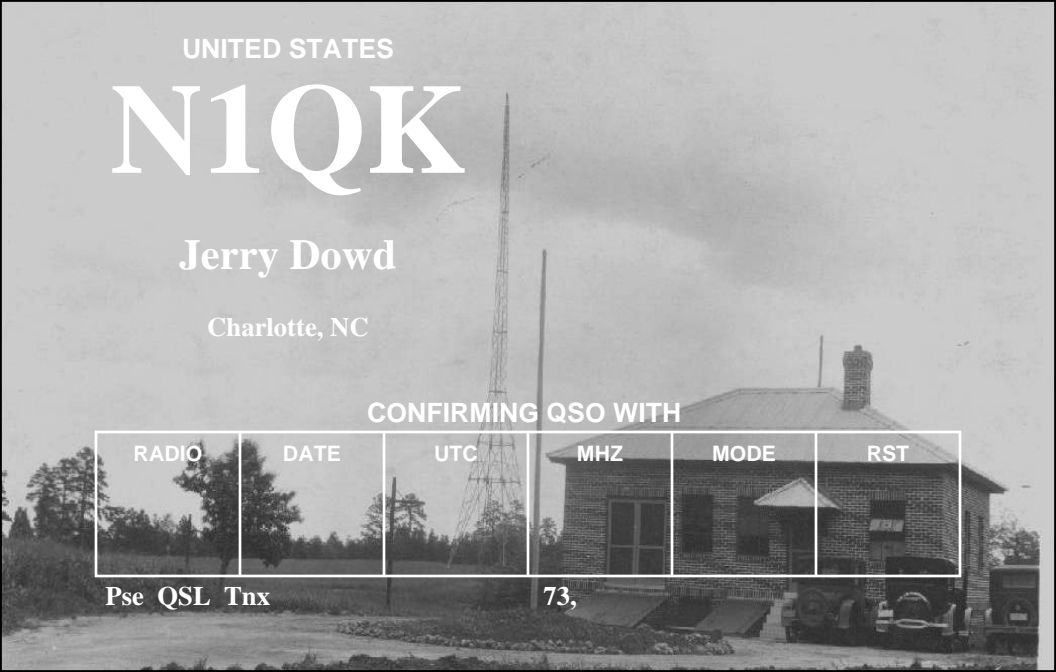 UNITED STATES
N1QK
Jerry Dowd
Charlotte, NC
CONFIRMING QSO WITH
RADIO DATE UTC MHZ MODE RST
Pse QSL Tnx 73,